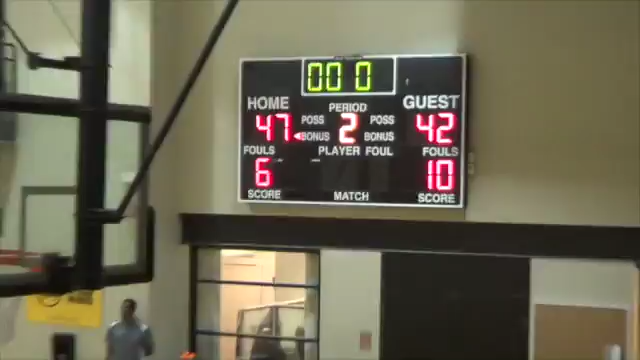 00 0
HOME PERIOD GUEST
47 POSS 2 POSS 42
BONUS BONUS
FOULS PLAYER FOUL FOULS
6 10
SCORE MATCH SCORE